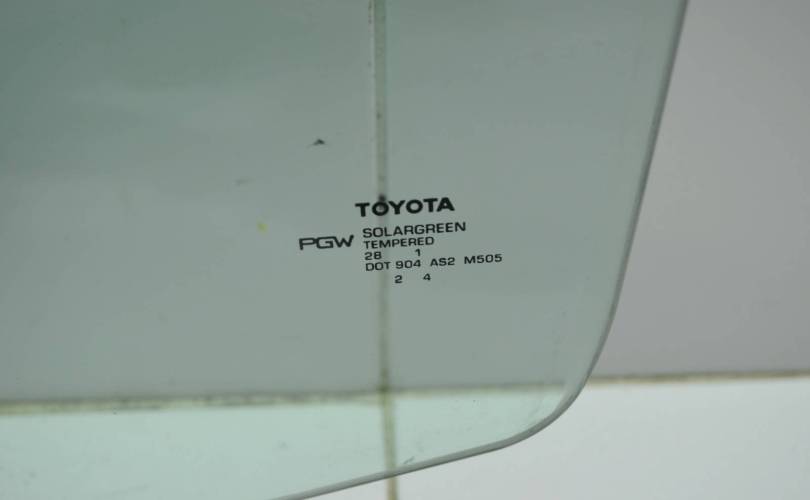 TOYOTA
PGW SOLARGREEN
TEMPERED
28 1
DOT 904 AS2 M505
2 4